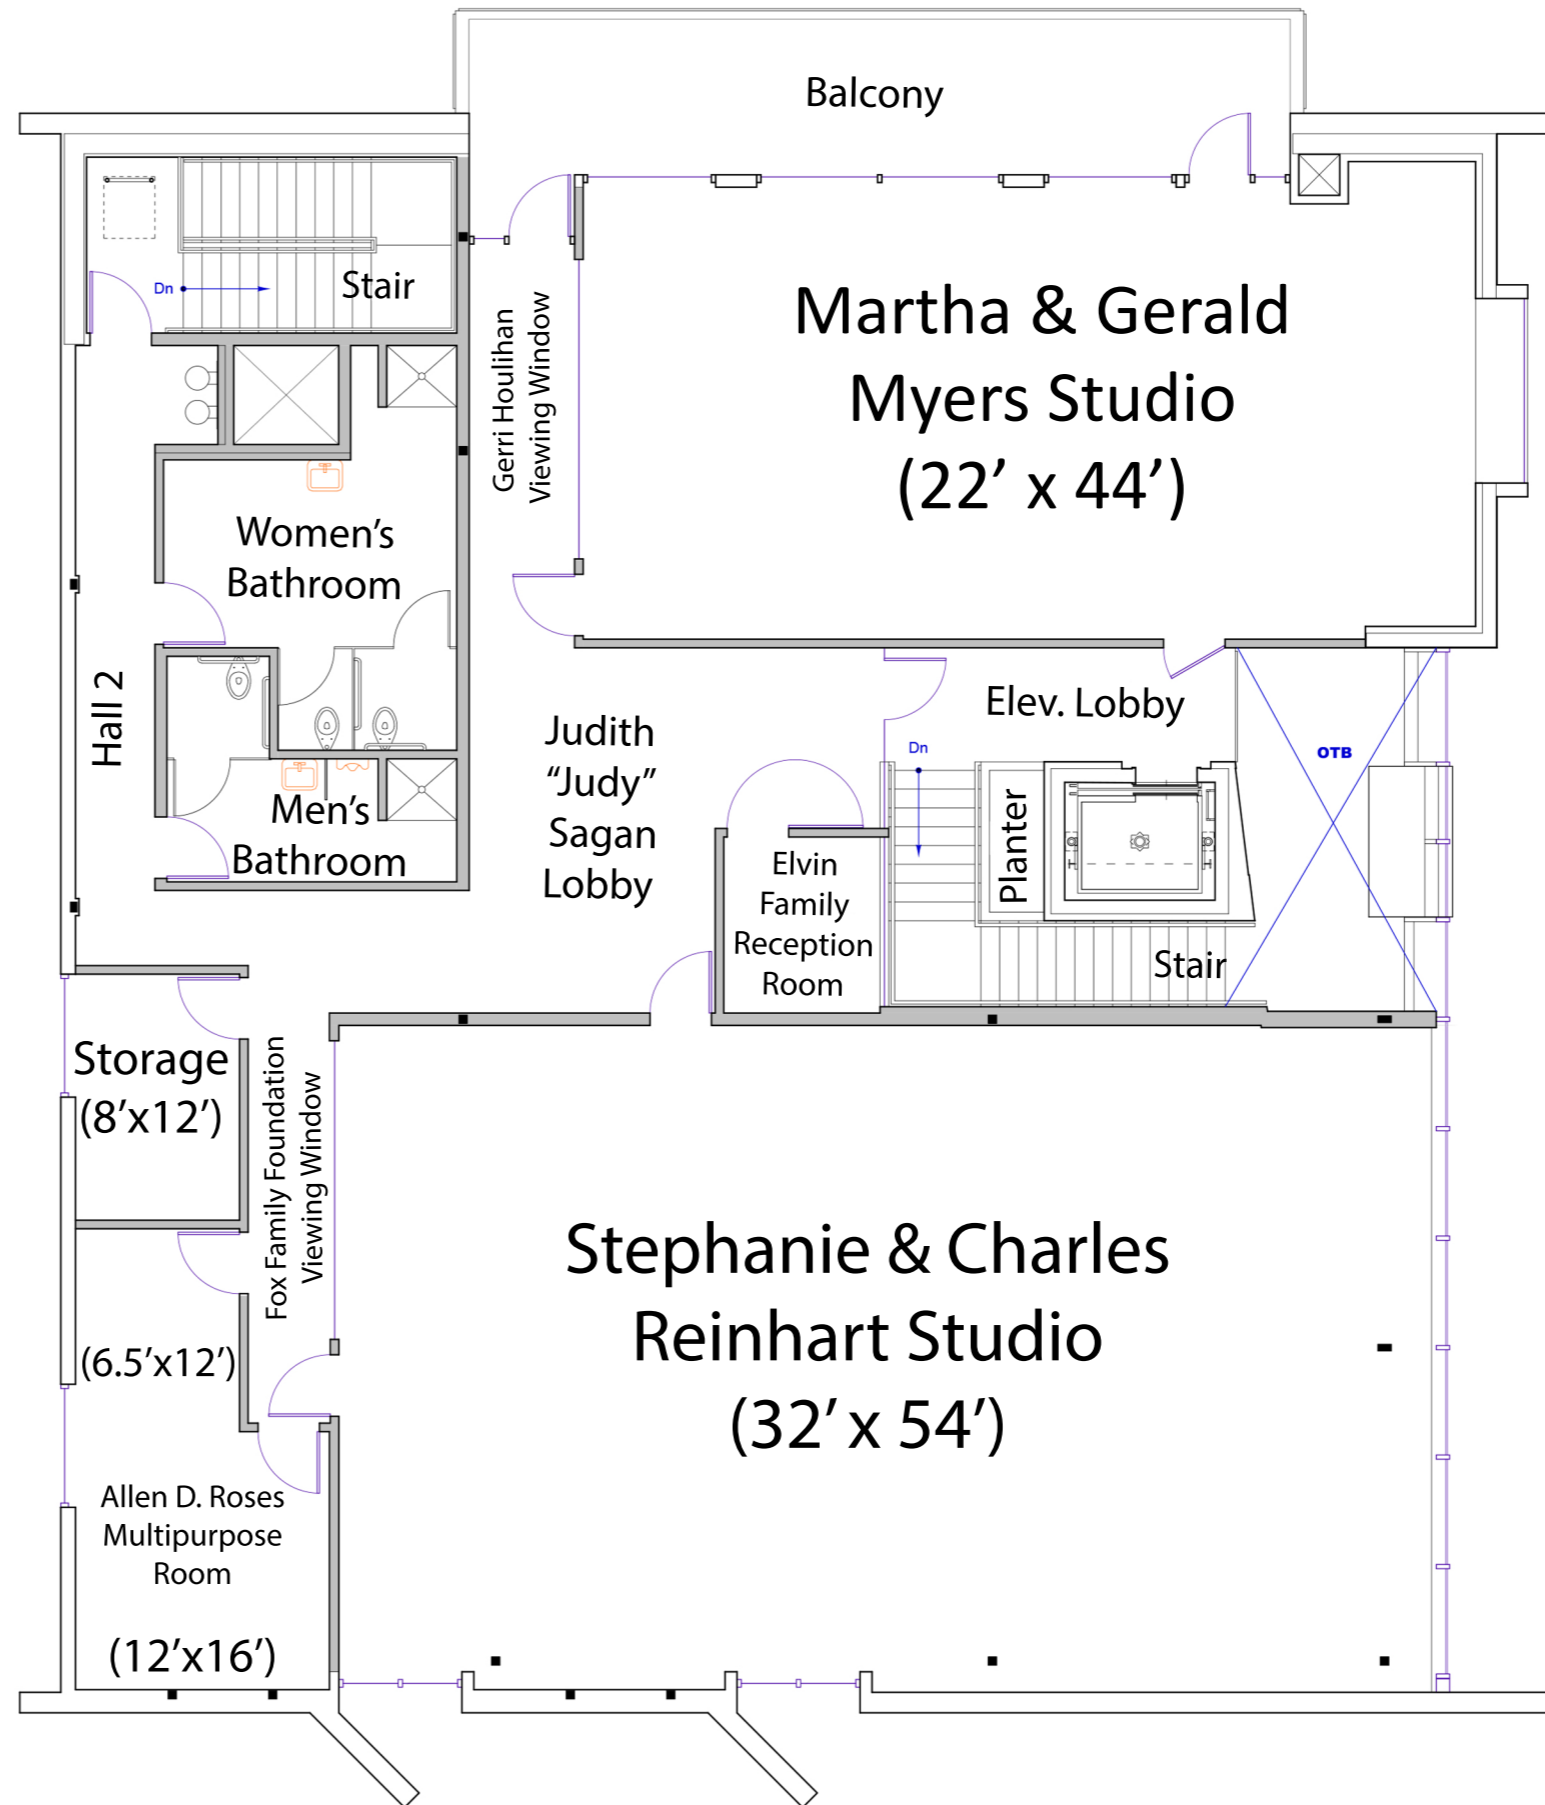 Balcony
Dn
Stair
Gerri Houlihan
Viewing Window
Martha & Gerald
Myers Studio
(22’ x 44’)
Women’s
Bathroom
Hall 2
Men’s
Bathroom
Judith
“Judy”
Sagan
Lobby
Elev. Lobby
Dn
OTB
Planter
Elvin
Family
Reception
Room
Stair
Storage
(8’x12’)
Fox Family Foundation
Viewing Window
Stephanie & Charles
Reinhart Studio
(32’ x 54’)
(6.5’x12’)
Allen D. Roses
Multipurpose
Room
(12’x16’)